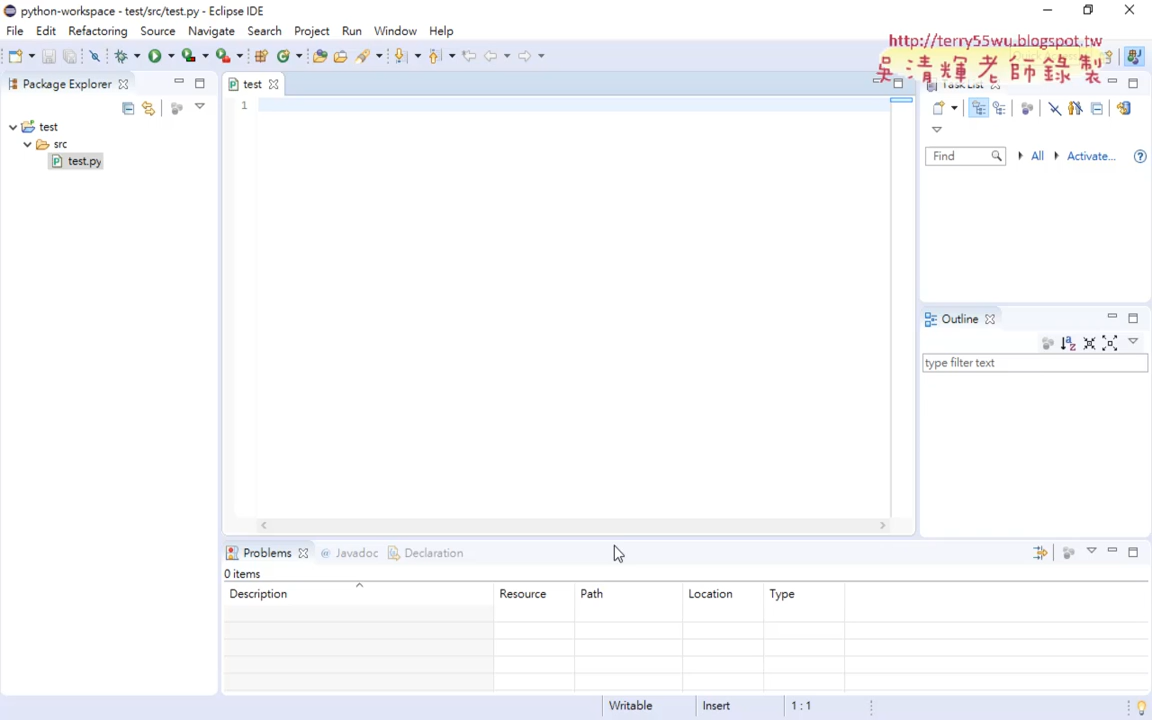 python-workspace - test/src/test.py - Eclipse IDE
File Edit Refactoring Source Navigate Search Project Run Window Help
http://terry55wu.blogspot.tw
吳清輝老師錄製
Package Explorer
test
Task List
1
test
src
test.py
Find
All
Activate...
Outline
type filter text
Problems
Javadoc
Declaration
0 items
Description Resource Path Location Type
Writable Insert 1 : 1